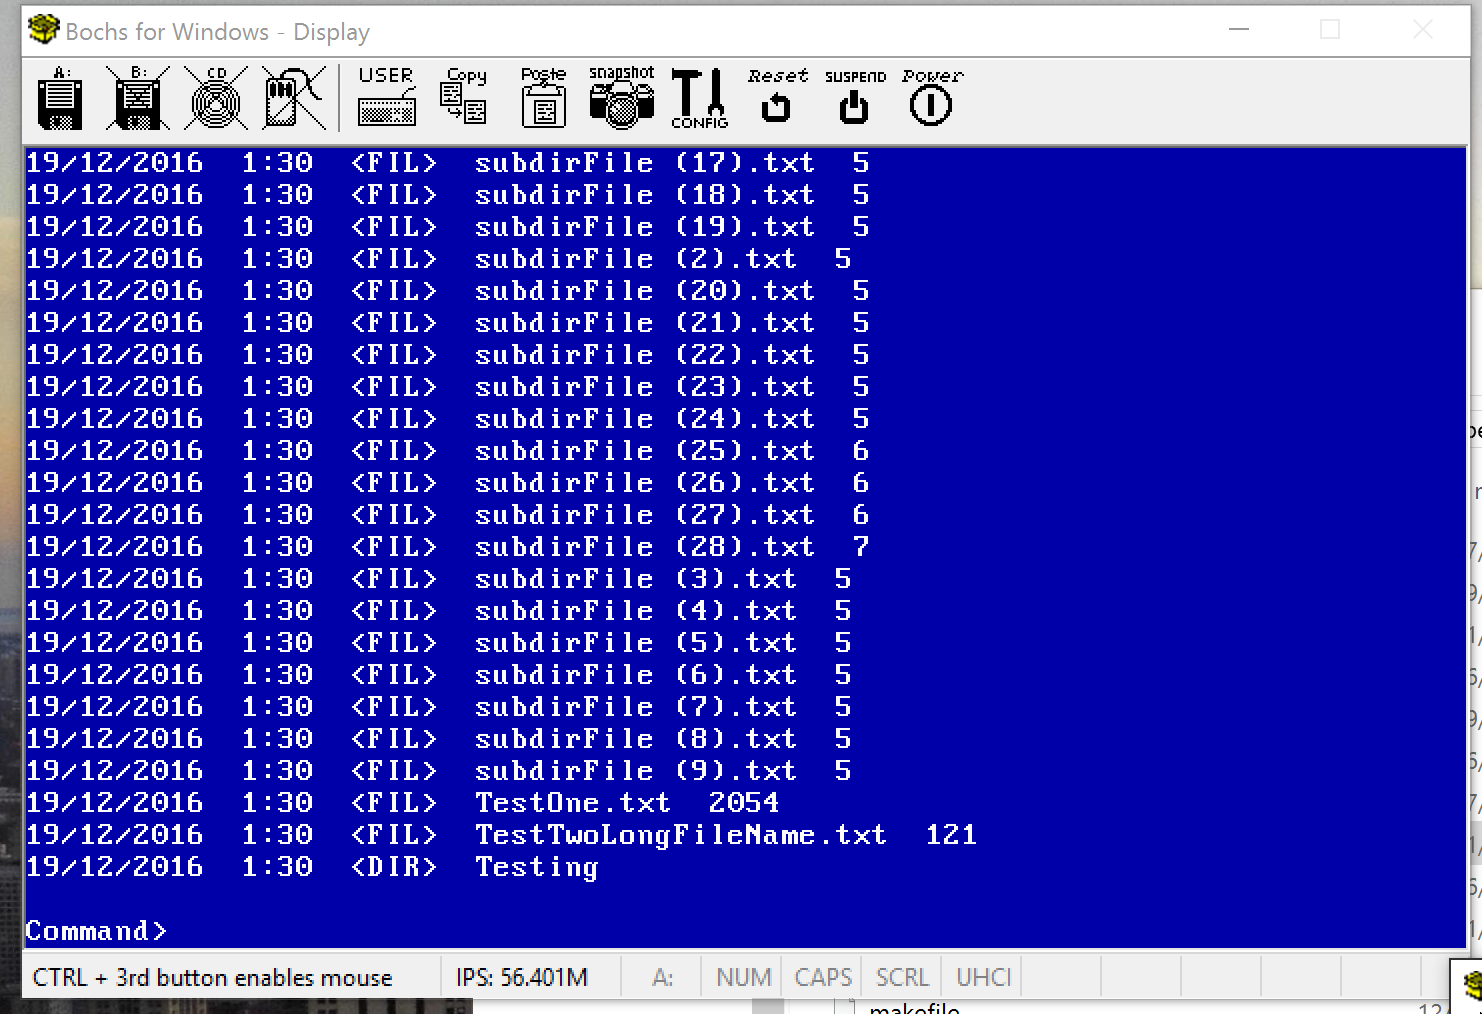 Bochs for Windows - Display
A: B: CD USER Copy Paste snapshot CONFIG Reset SUSPEND Power
19/12/2016 1:30 <FIL> subdirFile (17).txt 5
19/12/2016 1:30 <FIL> subdirFile (18).txt 5
19/12/2016 1:30 <FIL> subdirFile (19).txt 5
19/12/2016 1:30 <FIL> subdirFile (2).txt 5
19/12/2016 1:30 <FIL> subdirFile (20).txt 5
19/12/2016 1:30 <FIL> subdirFile (21).txt 5
19/12/2016 1:30 <FIL> subdirFile (22).txt 5
19/12/2016 1:30 <FIL> subdirFile (23).txt 5
19/12/2016 1:30 <FIL> subdirFile (24).txt 5
19/12/2016 1:30 <FIL> subdirFile (25).txt 6
19/12/2016 1:30 <FIL> subdirFile (26).txt 6
19/12/2016 1:30 <FIL> subdirFile (27).txt 6
19/12/2016 1:30 <FIL> subdirFile (28).txt 7
19/12/2016 1:30 <FIL> subdirFile (3).txt 5
19/12/2016 1:30 <FIL> subdirFile (4).txt 5
19/12/2016 1:30 <FIL> subdirFile (5).txt 5
19/12/2016 1:30 <FIL> subdirFile (6).txt 5
19/12/2016 1:30 <FIL> subdirFile (7).txt 5
19/12/2016 1:30 <FIL> subdirFile (8).txt 5
19/12/2016 1:30 <FIL> subdirFile (9).txt 5
19/12/2016 1:30 <FIL> TestOne.txt 2054
19/12/2016 1:30 <FIL> TestTwoLongFileName.txt 121
19/12/2016 1:30 <DIR> Testing
Command>
CTRL + 3rd button enables mouse IPS: 56.401M A: NUM CAPS SCRL UHCI
makefile